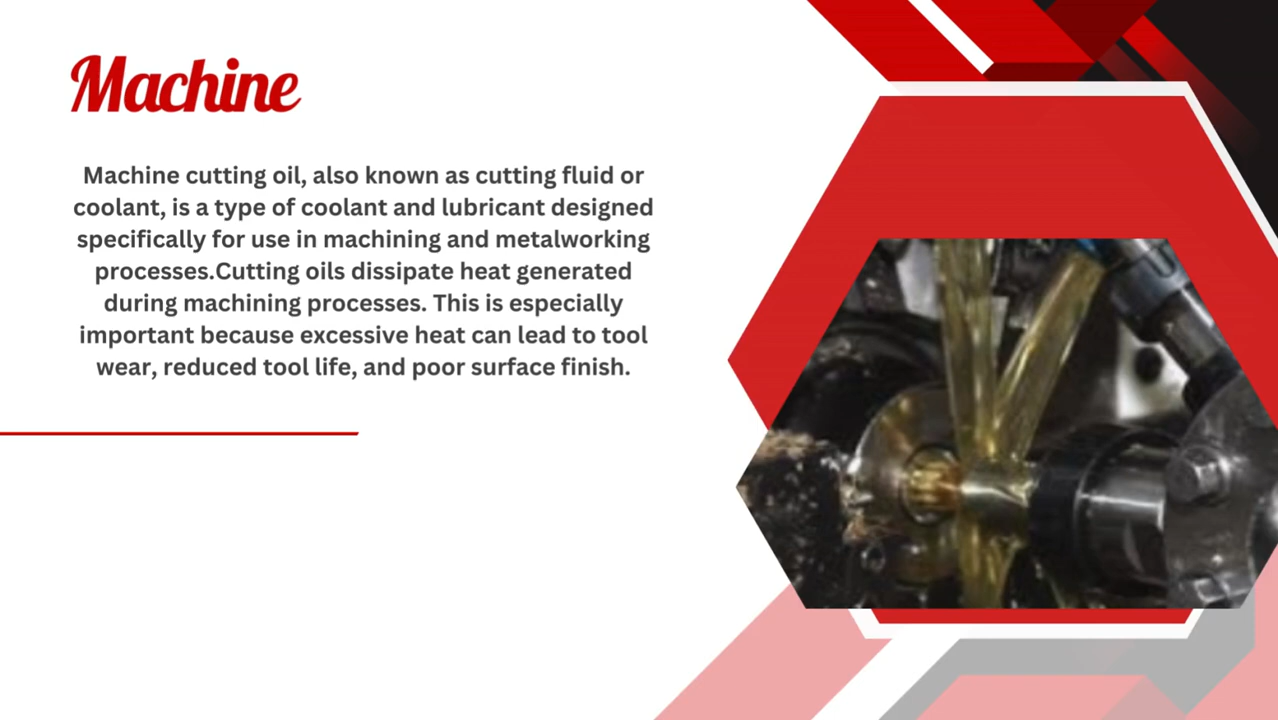 Machine
Machine cutting oil, also known as cutting fluid or
coolant, is a type of coolant and lubricant designed
specifically for use in machining and metalworking
processes.Cutting oils dissipate heat generated
during machining processes. This is especially
important because excessive heat can lead to tool
wear, reduced tool life, and poor surface finish.